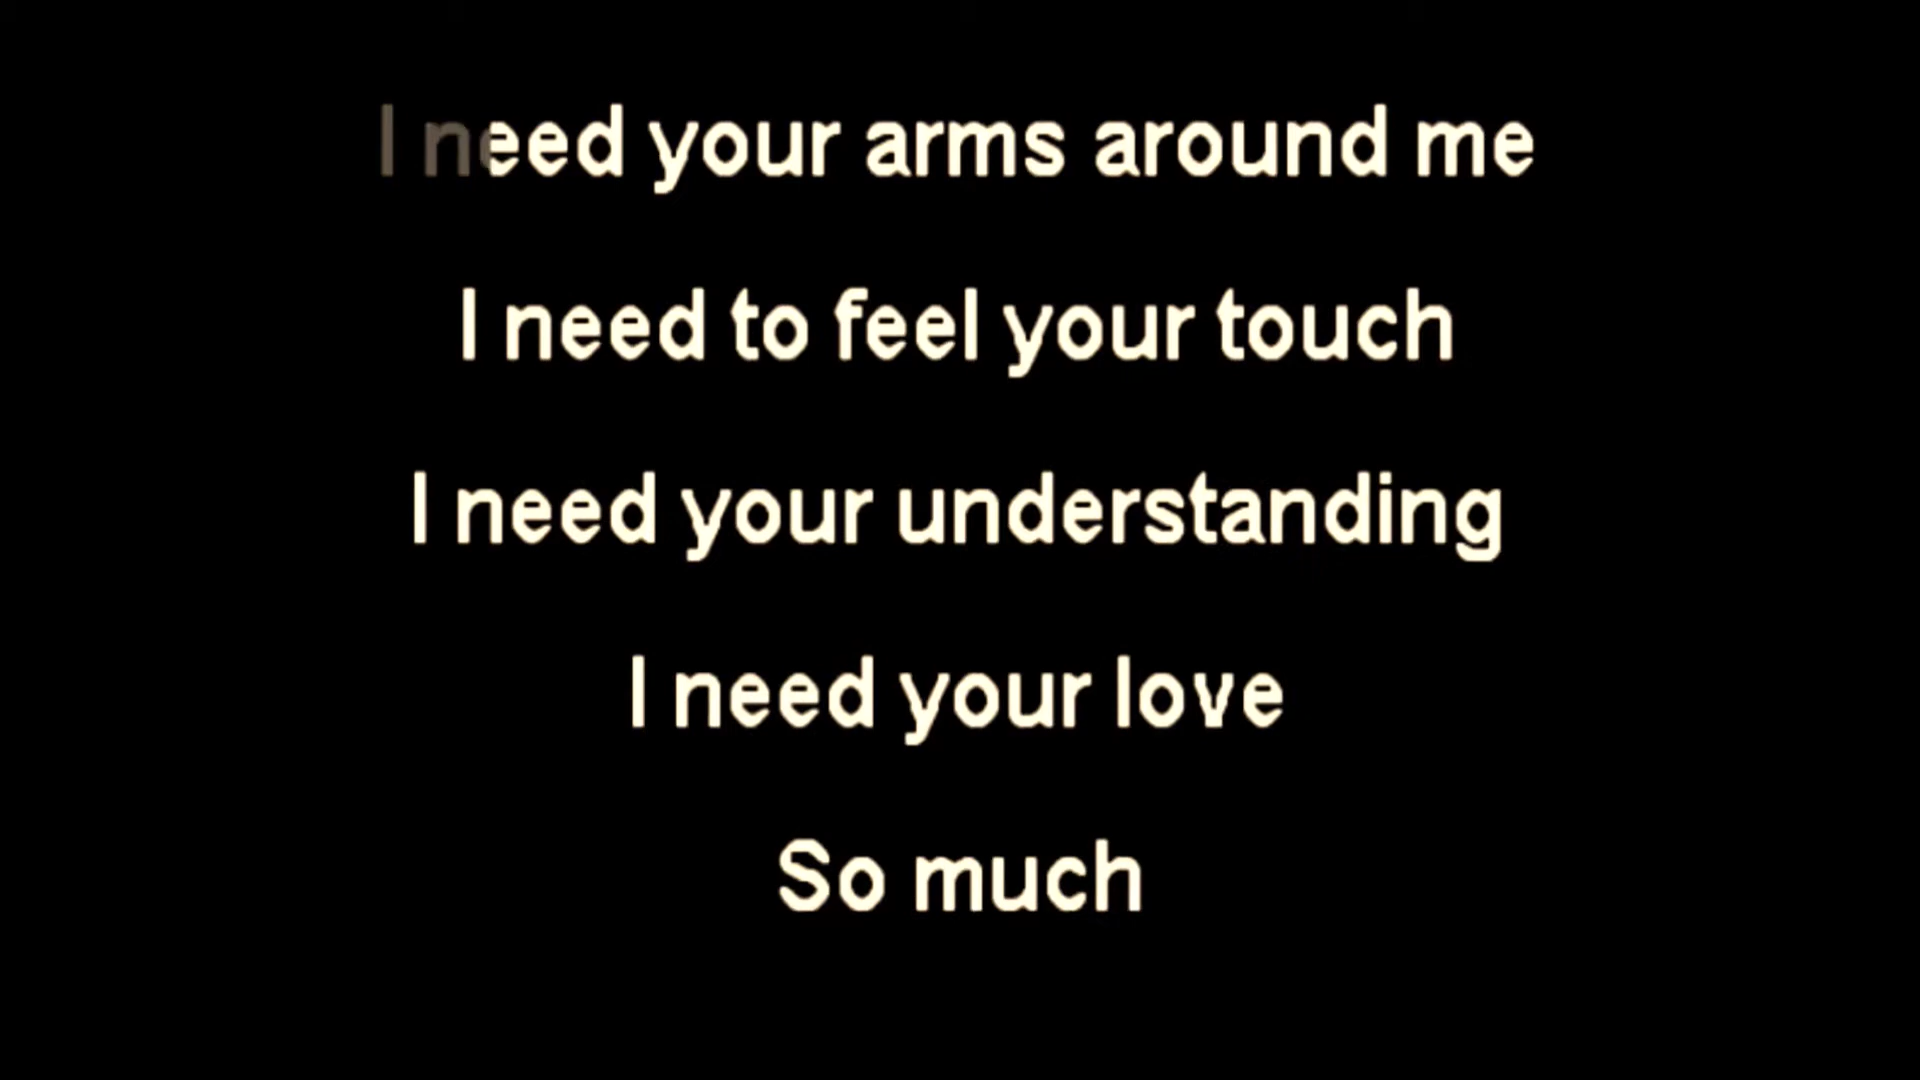 I need your arms around me
I need to feel your touch
I need your understanding
I need your love
So much